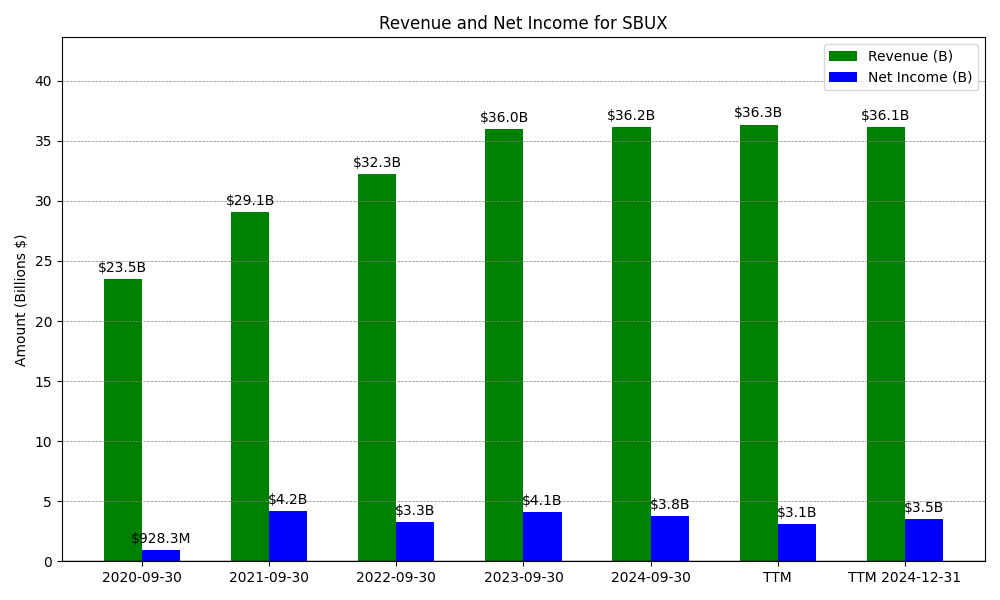 Revenue and Net Income for SBUX
Revenue (B)
Net Income (B)
Amount (Billions $)
40
35
30
25
20
15
10
5
0
$23.5B
$928.3M
$29.1B
$4.2B
$32.3B
$3.3B
$36.0B
$4.1B
$36.2B
$3.8B
$36.3B
$3.1B
$36.1B
$3.5B
2020-09-30
2021-09-30
2022-09-30
2023-09-30
2024-09-30
TTM
TTM 2024-12-31